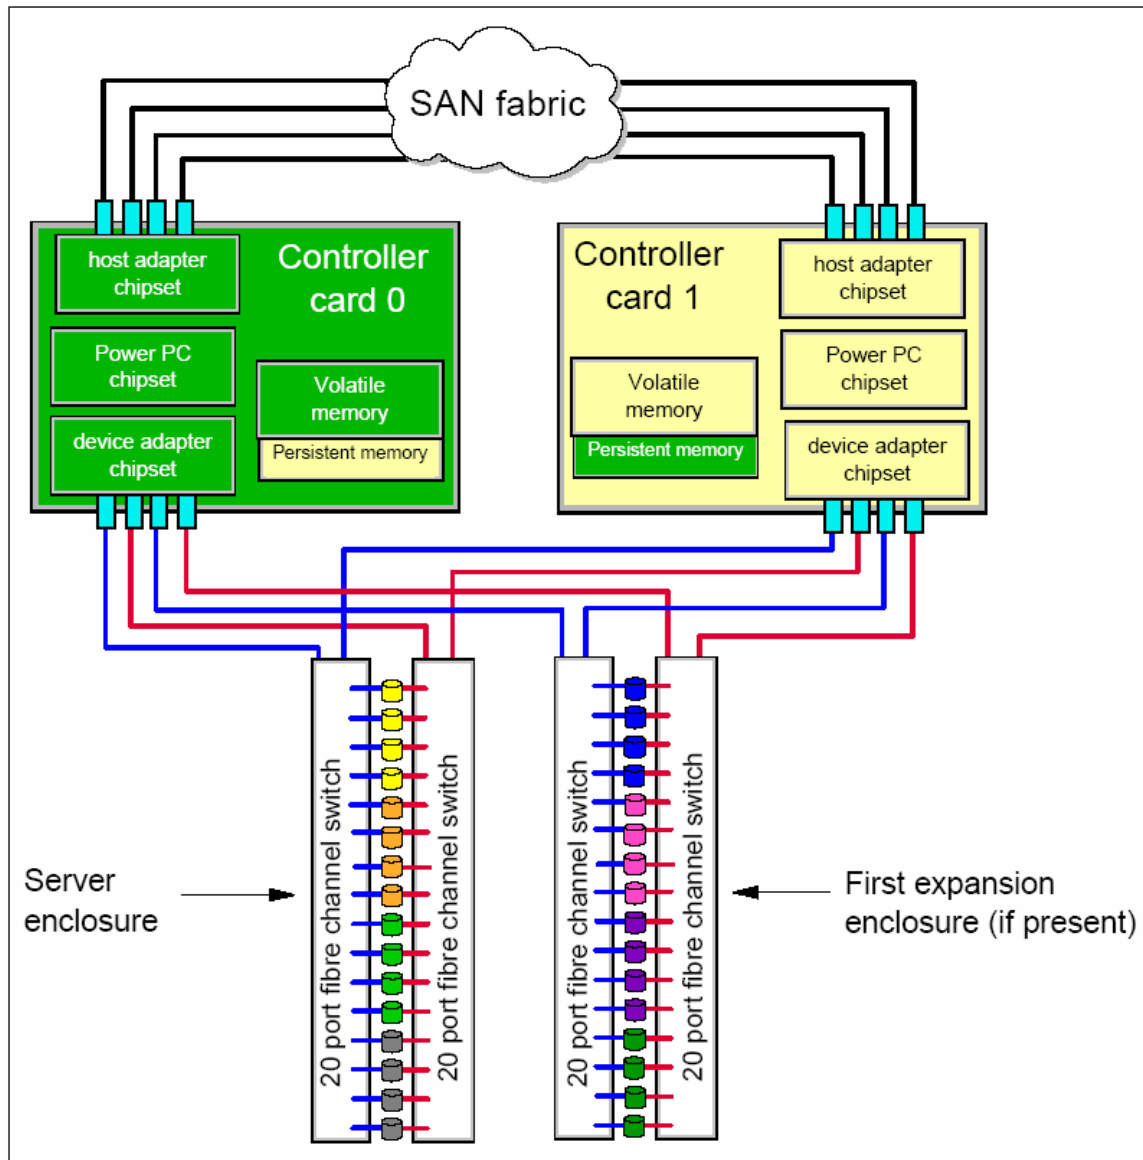 SAN fabric
host adapter
chipset
Controller
card 0
Power PC
chipset
Volatile
memory
Persistent memory
device adapter
chipset
Controller
card 1
host adapter
chipset
Power PC
chipset
Volatile
memory
Persistent memory
device adapter
chipset
Server
enclosure
20 port fibre channel switch
20 port fibre channel switch
20 port fibre channel switch
20 port fibre channel switch
First expansion
enclosure (if present)